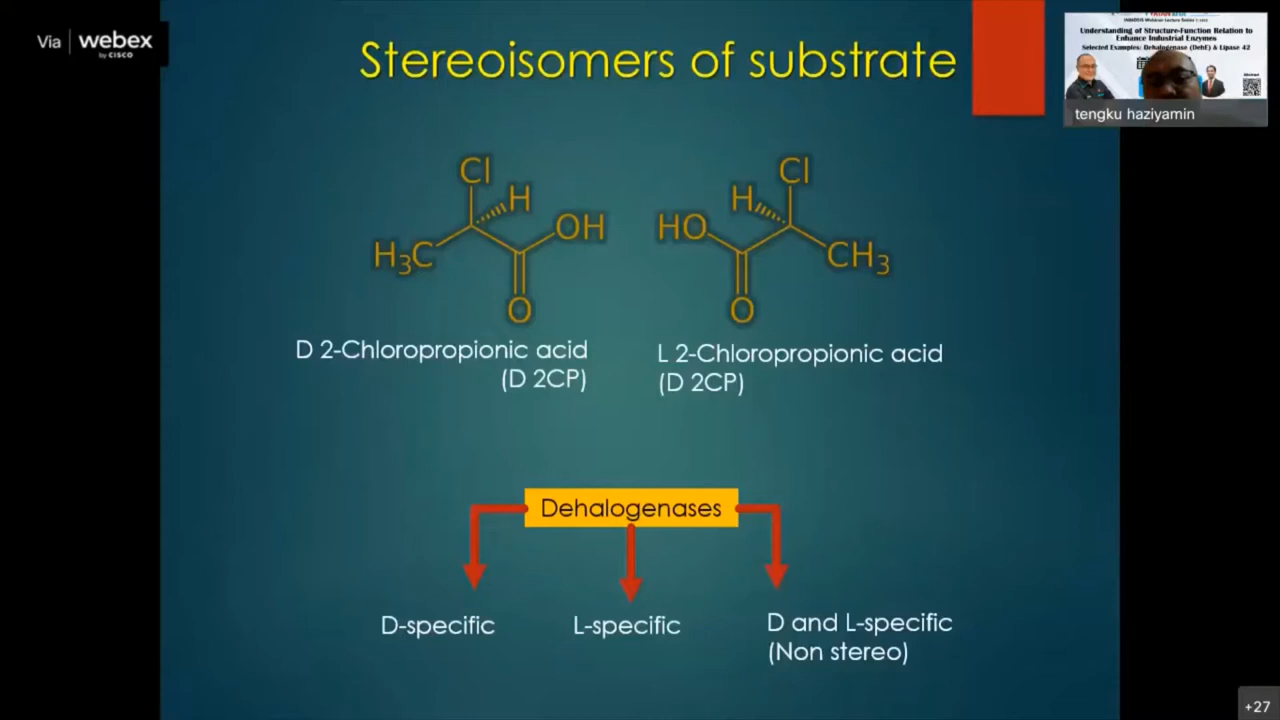 Via | webex
by CISCO
Stereoisomers of substrate
Understanding of Structure-Function Relation to
Enhance Industrial Enzymes
Selected Examples: Dehalogenase (DehE) & Lipase 42
tengku haziyamin
Cl
H
OH
H₃C
O
Cl
H
HO
CH₃
O
D 2-Chloropropionic acid
(D 2CP)
L 2-Chloropropionic acid
(D 2CP)
Dehalogenases
D-specific
L-specific
D and L-specific
(Non stereo)
+27